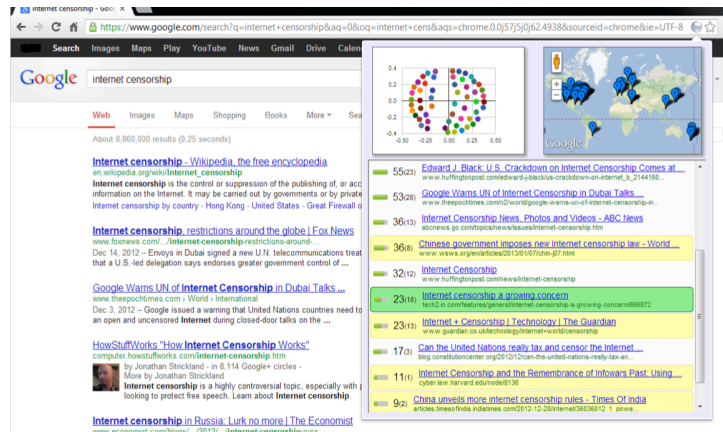 internet censorship - Goog
https://www.google.com/search?q=internet+censorship&aq=0&oq=internet+cens&aqs=chrome.0.0j57j5j0j62.4938&sourceid=chrome&ie=UTF-8
Search Images Maps Play YouTube News Gmail Drive Calen
Google
internet censorship
Web Images Maps Shopping Books More Sea
About 8,860,000 results (0.25 seconds)
Internet censorship - Wikipedia, the free encyclopedia
en.wikipedia.org/wiki/Internet_censorship
Internet censorship is the control or suppression of the publishing of, or acc
information on the Internet. It may be carried out by governments or by private
Internet censorship by country - Hong Kong - United States - Great Firewall o
Internet censorship, restrictions around the globe | Fox News
www.foxnews.com/.../internet-censorship-restrictions-around-...
Dec 14, 2012 – Envoys in Dubai signed a new U.N. telecommunications treat
that a U.S.-led delegation says endorses greater government control of ...
Google Warns UN of Internet Censorship in Dubai Talks ...
www.theepochtimes.com › World › International
Dec 3, 2012 – Google issued a warning that United Nations countries need to
an open and uncensored Internet during closed-door talks on the ...
HowStuffWorks "How Internet Censorship Works"
computer.howstuffworks.com/internet-censorship.htm
by Jonathan Strickland - in 8,114 Google+ circles -
More by Jonathan Strickland
Internet censorship is a highly controversial topic, especially with p
looking to protect free speech. Learn about Internet censorship.
Internet censorship in Russia: Lurk no more | The Economist
www.economist.com/blogs/.../2012/.../internet-censorship-russ
0.4
0.2
0.0
-0.2
-0.4
-0.50 -0.25 0.00 0.25 0.50
Google
55(23) Edward J. Black: U.S. Crackdown on Internet Censorship Comes at ...
www.huffingtonpost.com/edward-j-black/us-crackdown-on-internet_b_2144160...
53(28) Google Warns UN of Internet Censorship in Dubai Talks ...
www.theepochtimes.com/n2/world/google-warns-un-of-internet-censorship-in...
36(13) Internet Censorship News, Photos and Videos - ABC News
abcnews.go.com/topics/news/issues/internet-censorship.htm
36(8) Chinese government imposes new Internet censorship law - World ...
www.wsws.org/en/articles/2013/01/07/chin-j07.html
32(12) Internet Censorship
www.huffingtonpost.com/news/internet-censorship
23(18) Internet censorship a growing concern
tech2.in.com/features/general/internet-censorship-a-growing-concern/666872
23(13) Internet + Censorship | Technology | The Guardian
www.guardian.co.uk/technology/internet+world/censorship
17(3) Can the United Nations really tax and censor the Internet ...
blog.constitutioncenter.org/2012/12/can-the-united-nations-really-tax-an...
11(1) Internet Censorship and the Remembrance of Infowars Past: Using ...
cyber.law.harvard.edu/node/8136
9(2) China unveils more internet censorship rules - Times Of India
articles.timesofindia.indiatimes.com/2012-12-28/internet/36036012_1_powe...